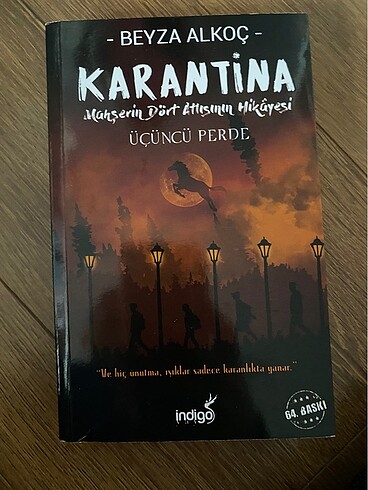 - BEYZA ALKOÇ -
KARANTİNA
Mahşerin Dört Atlısının Hikâyesi
ÜÇÜNCÜ PERDE
"Ve hiç unutma, ışıklar sadece karanlıkta yanar."
64. BASKI
indigo